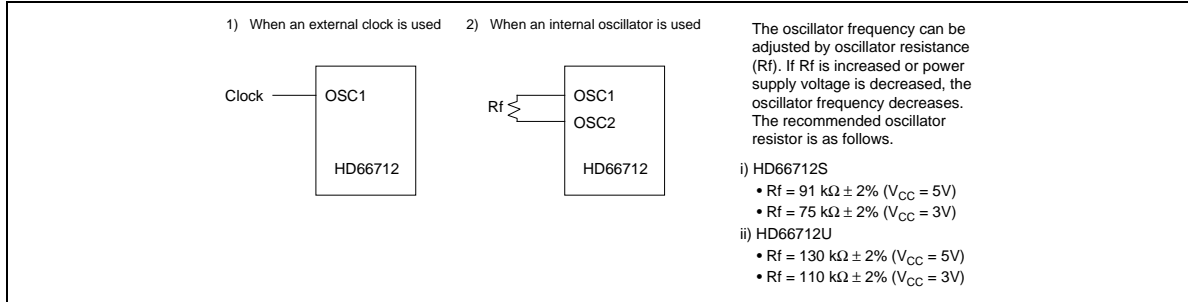 1) When an external clock is used
Clock
OSC1
HD66712
2) When an internal oscillator is used
Rf
OSC1
OSC2
HD66712
The oscillator frequency can be
adjusted by oscillator resistance
(Rf). If Rf is increased or power
supply voltage is decreased, the
oscillator frequency decreases.
The recommended oscillator
resistor is as follows.
i) HD66712S
• Rf = 91 kΩ ± 2% (VCC = 5V)
• Rf = 75 kΩ ± 2% (VCC = 3V)
ii) HD66712U
• Rf = 130 kΩ ± 2% (VCC = 5V)
• Rf = 110 kΩ ± 2% (VCC = 3V)